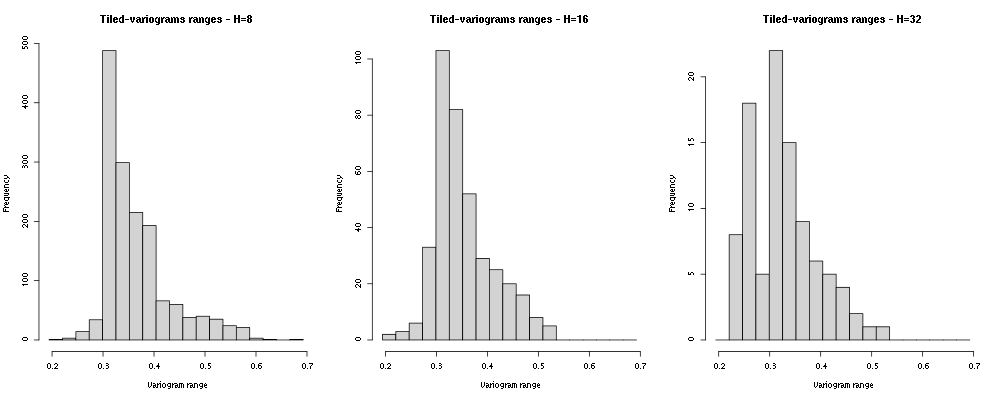 Tiled-variograms ranges - H=8
Frequency
500
400
300
200
100
0
0.2 0.3 0.4 0.5 0.6 0.7
Variogram range
Tiled-variograms ranges - H=16
Frequency
100
80
60
40
20
0
0.2 0.3 0.4 0.5 0.6 0.7
Variogram range
Tiled-variograms ranges - H=32
Frequency
20
15
10
5
0
0.2 0.3 0.4 0.5 0.6 0.7
Variogram range